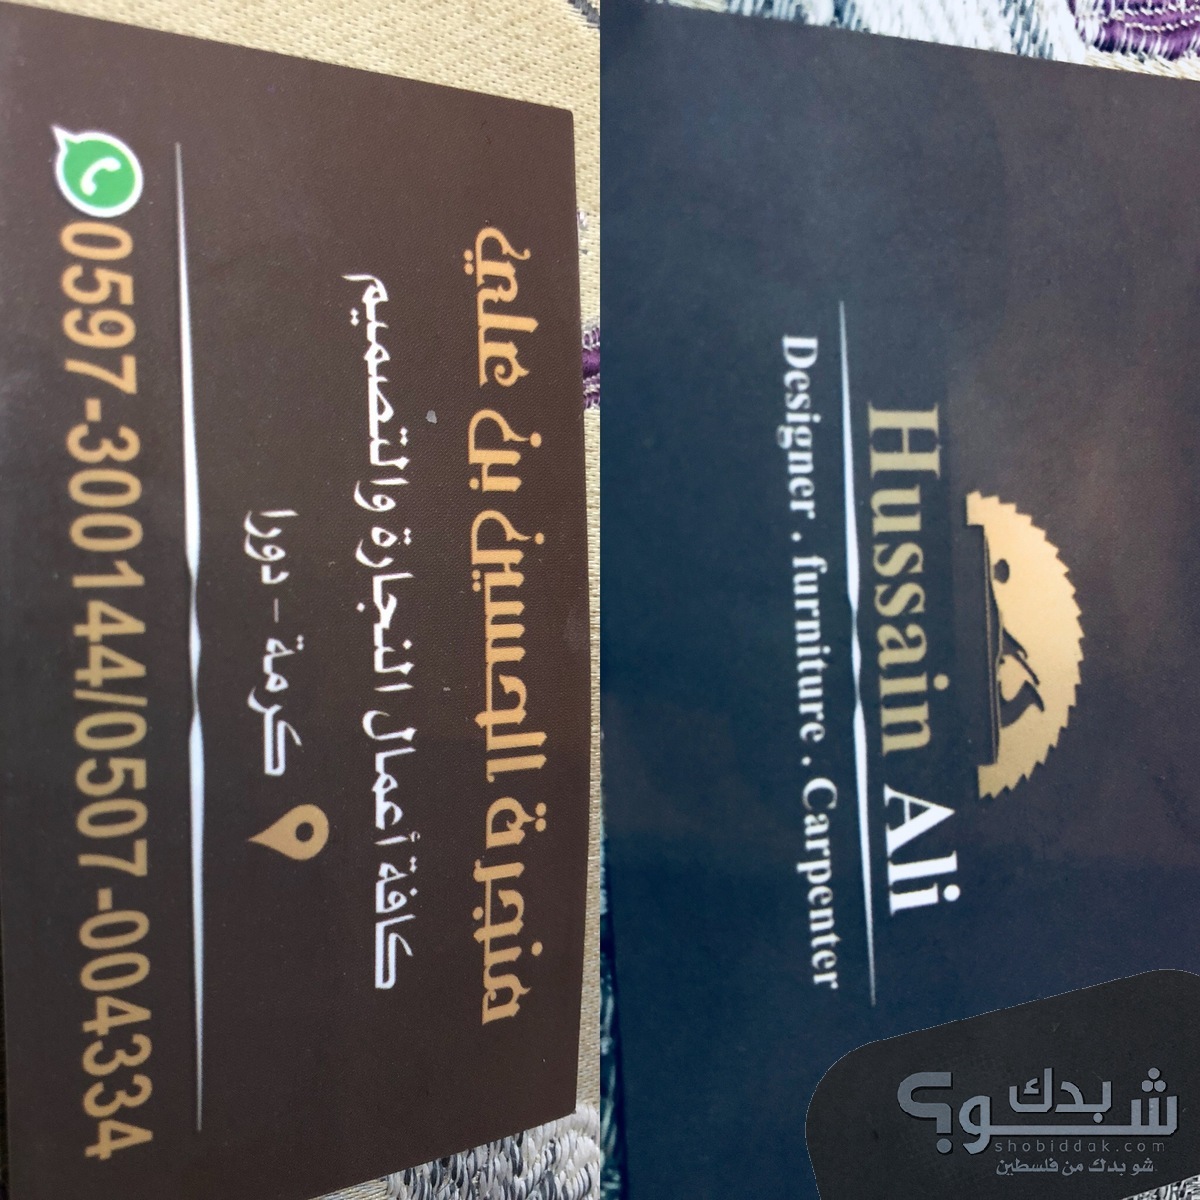 منجرة الحسين بن علي
كافة أعمال النجارة والتصميم
كرمة - دورا
0597-300144/0507-004334
Hussain Ali
Designer . furniture . Carpenter
شو بدك؟
shobiddak.com
شو بدك من فلسطين